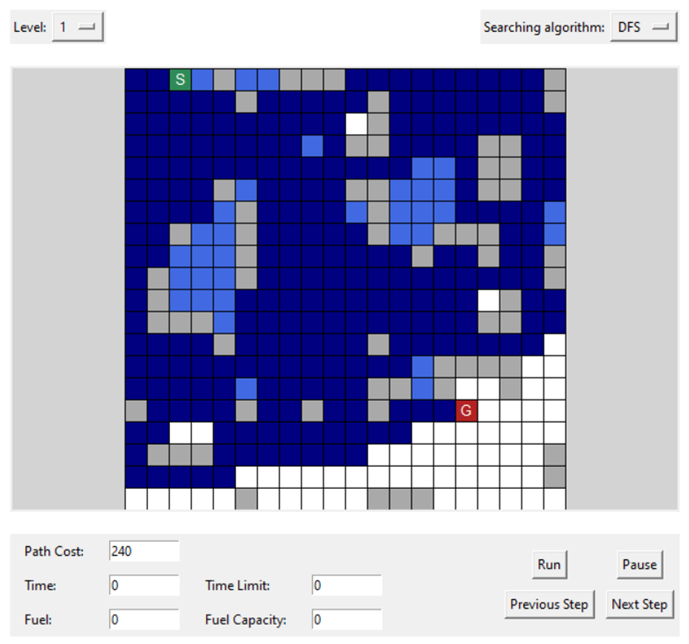 Level: 1 Searching algorithm: DFS
S
G
Path Cost: 240 Run Pause
Time: 0 Time Limit: 0
Previous Step Next Step
Fuel: 0 Fuel Capacity: 0